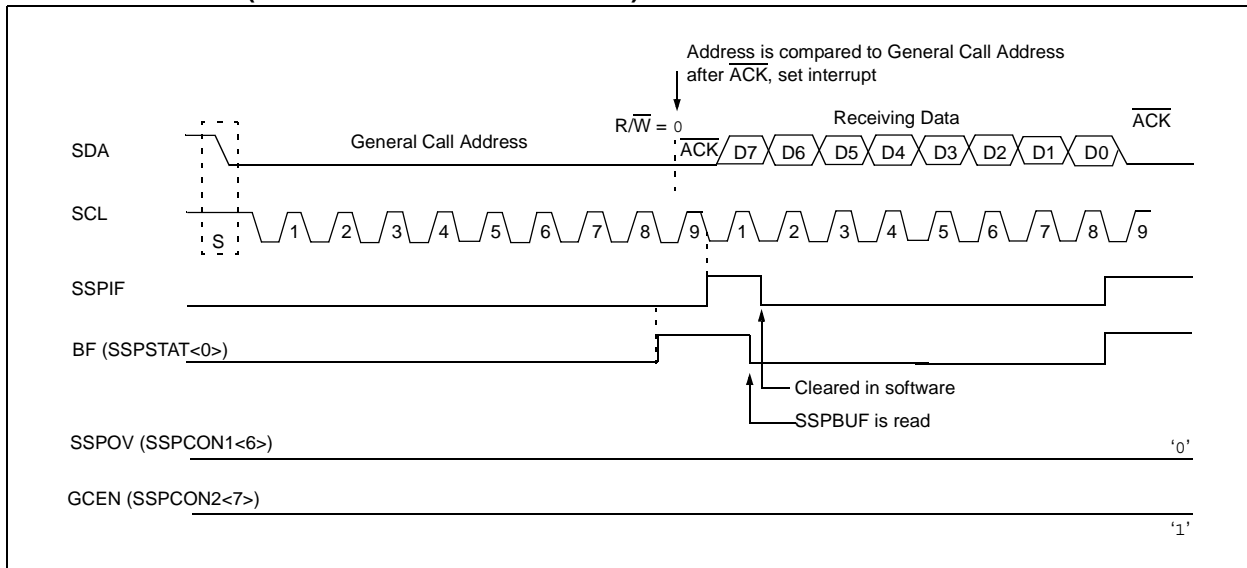 Address is compared to General Call Address
after ACK, set interrupt
R/W = 0
Receiving Data
ACK
General Call Address
SDA
ACK
D7 D6 D5 D4 D3 D2 D1 D0
SCL
S
1 2 3 4 5 6 7 8 9 1 2 3 4 5 6 7 8 9
SSPIF
BF (SSPSTAT<0>)
Cleared in software
SSPBUF is read
SSPOV (SSPCON1<6>)
‘0’
GCEN (SSPCON2<7>)
‘1’